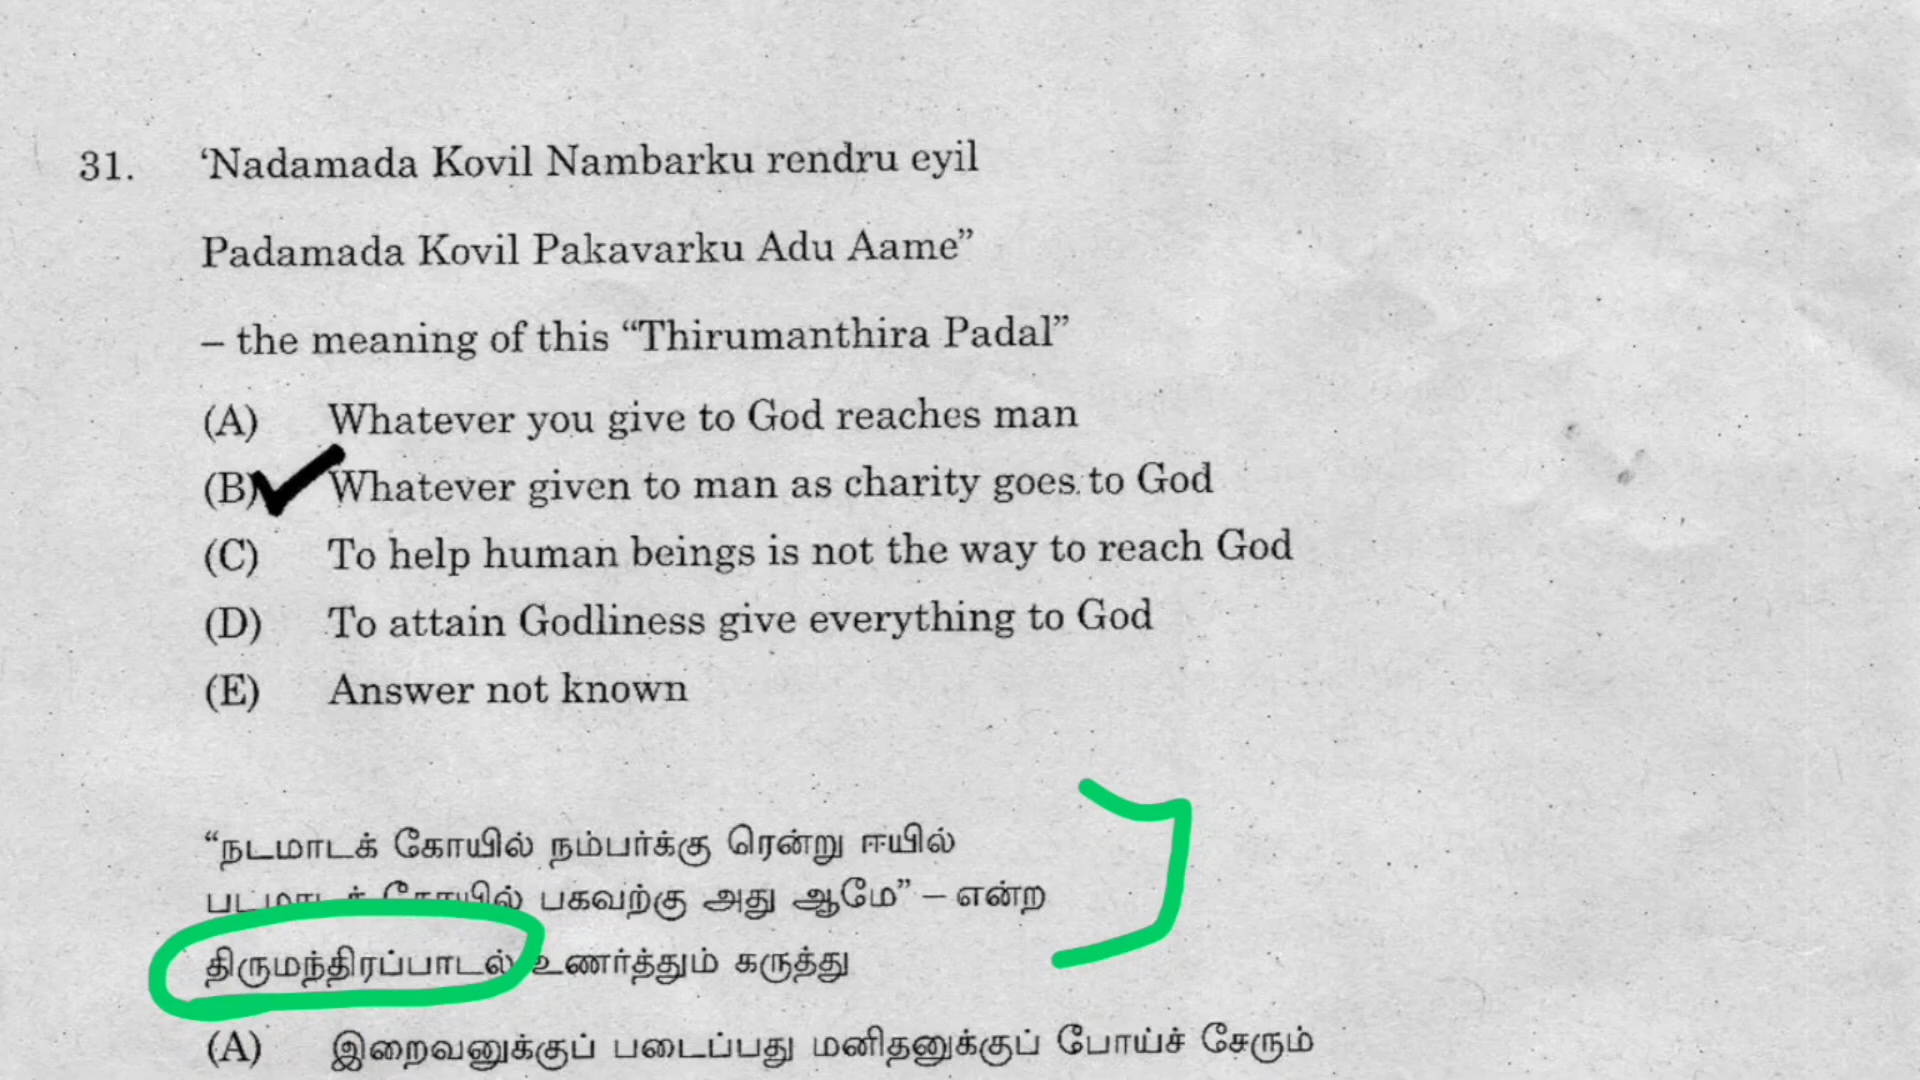 31. ‘Nadamada Kovil Nambarku rendru eyil
Padamada Kovil Pakavarku Adu Aame”
– the meaning of this “Thirumanthira Padal”
(A) Whatever you give to God reaches man
(B) Whatever given to man as charity goes to God
(C) To help human beings is not the way to reach God
(D) To attain Godliness give everything to God
(E) Answer not known
“நடமாடக் கோயில் நம்பர்க்கு ரென்று ஈயில்
படமாடக் கோயில் பகவற்கு அது ஆமே” – என்ற
திருமந்திரப்பாடல் உணர்த்தும் கருத்து
(A) இறைவனுக்குப் படைப்பது மனிதனுக்குப் போய்ச் சேரும்